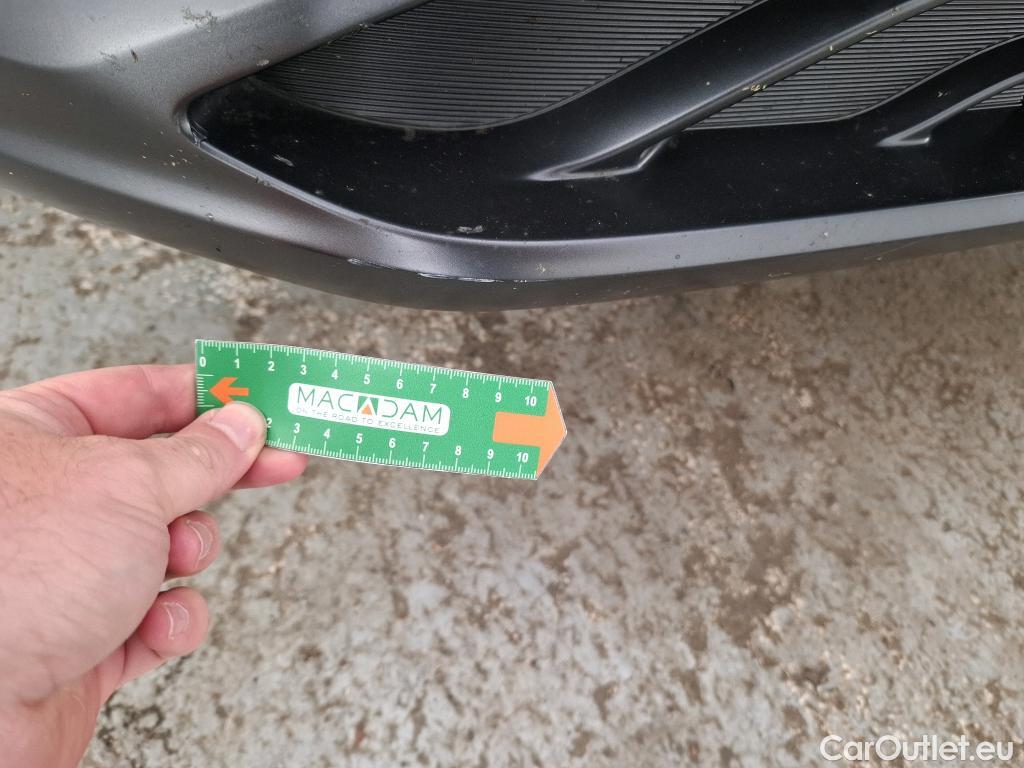 0 1 2 3 4 5 6 7 8 9 10
MACADAM
ON THE ROAD TO EXCELLENCE
2 3 4 5 6 7 8 9 10
CarOutlet.eu